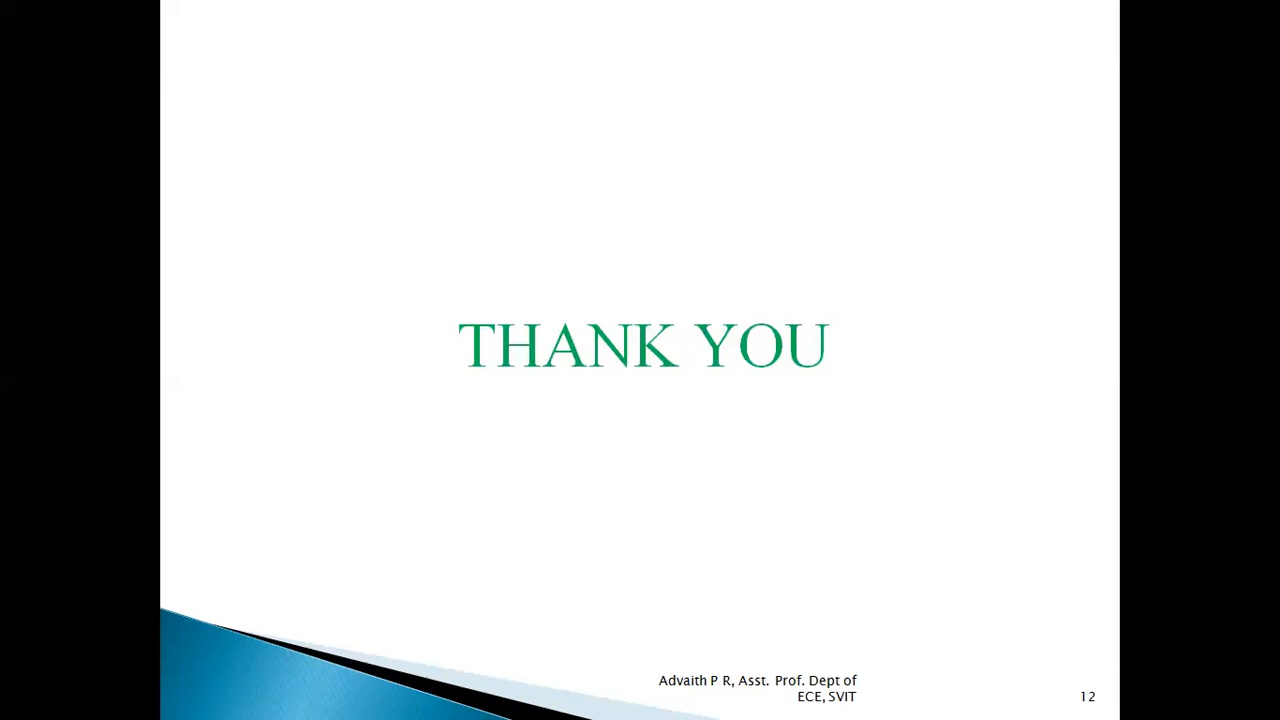 THANK YOU
Advaith P R, Asst. Prof. Dept of
ECE, SVIT
12